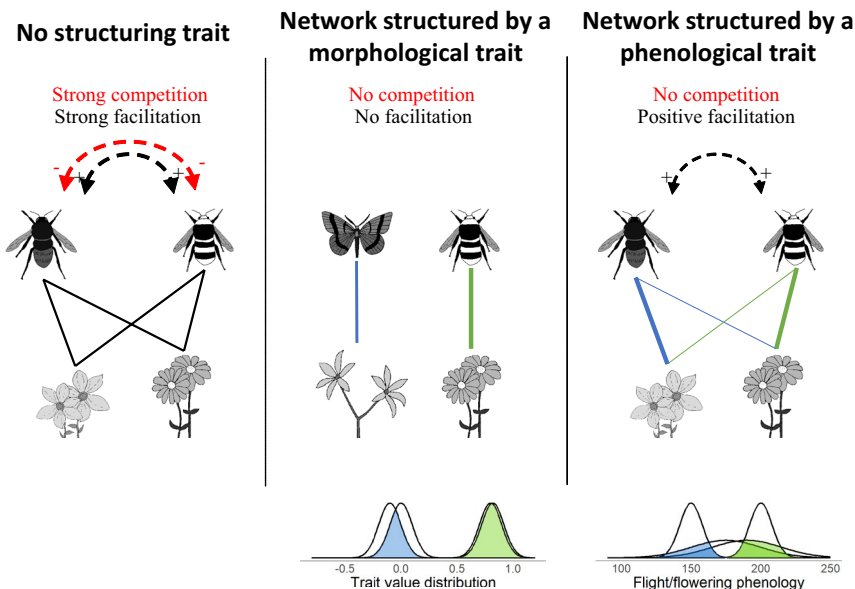 No structuring trait
Network structured by a
morphological trait
Network structured by a
phenological trait
Strong competition
Strong facilitation
No competition
No facilitation
No competition
Positive facilitation
- + + -
+ +
-0.5 0.0 0.5 1.0
Trait value distribution
100 150 200 250
Flight/flowering phenology